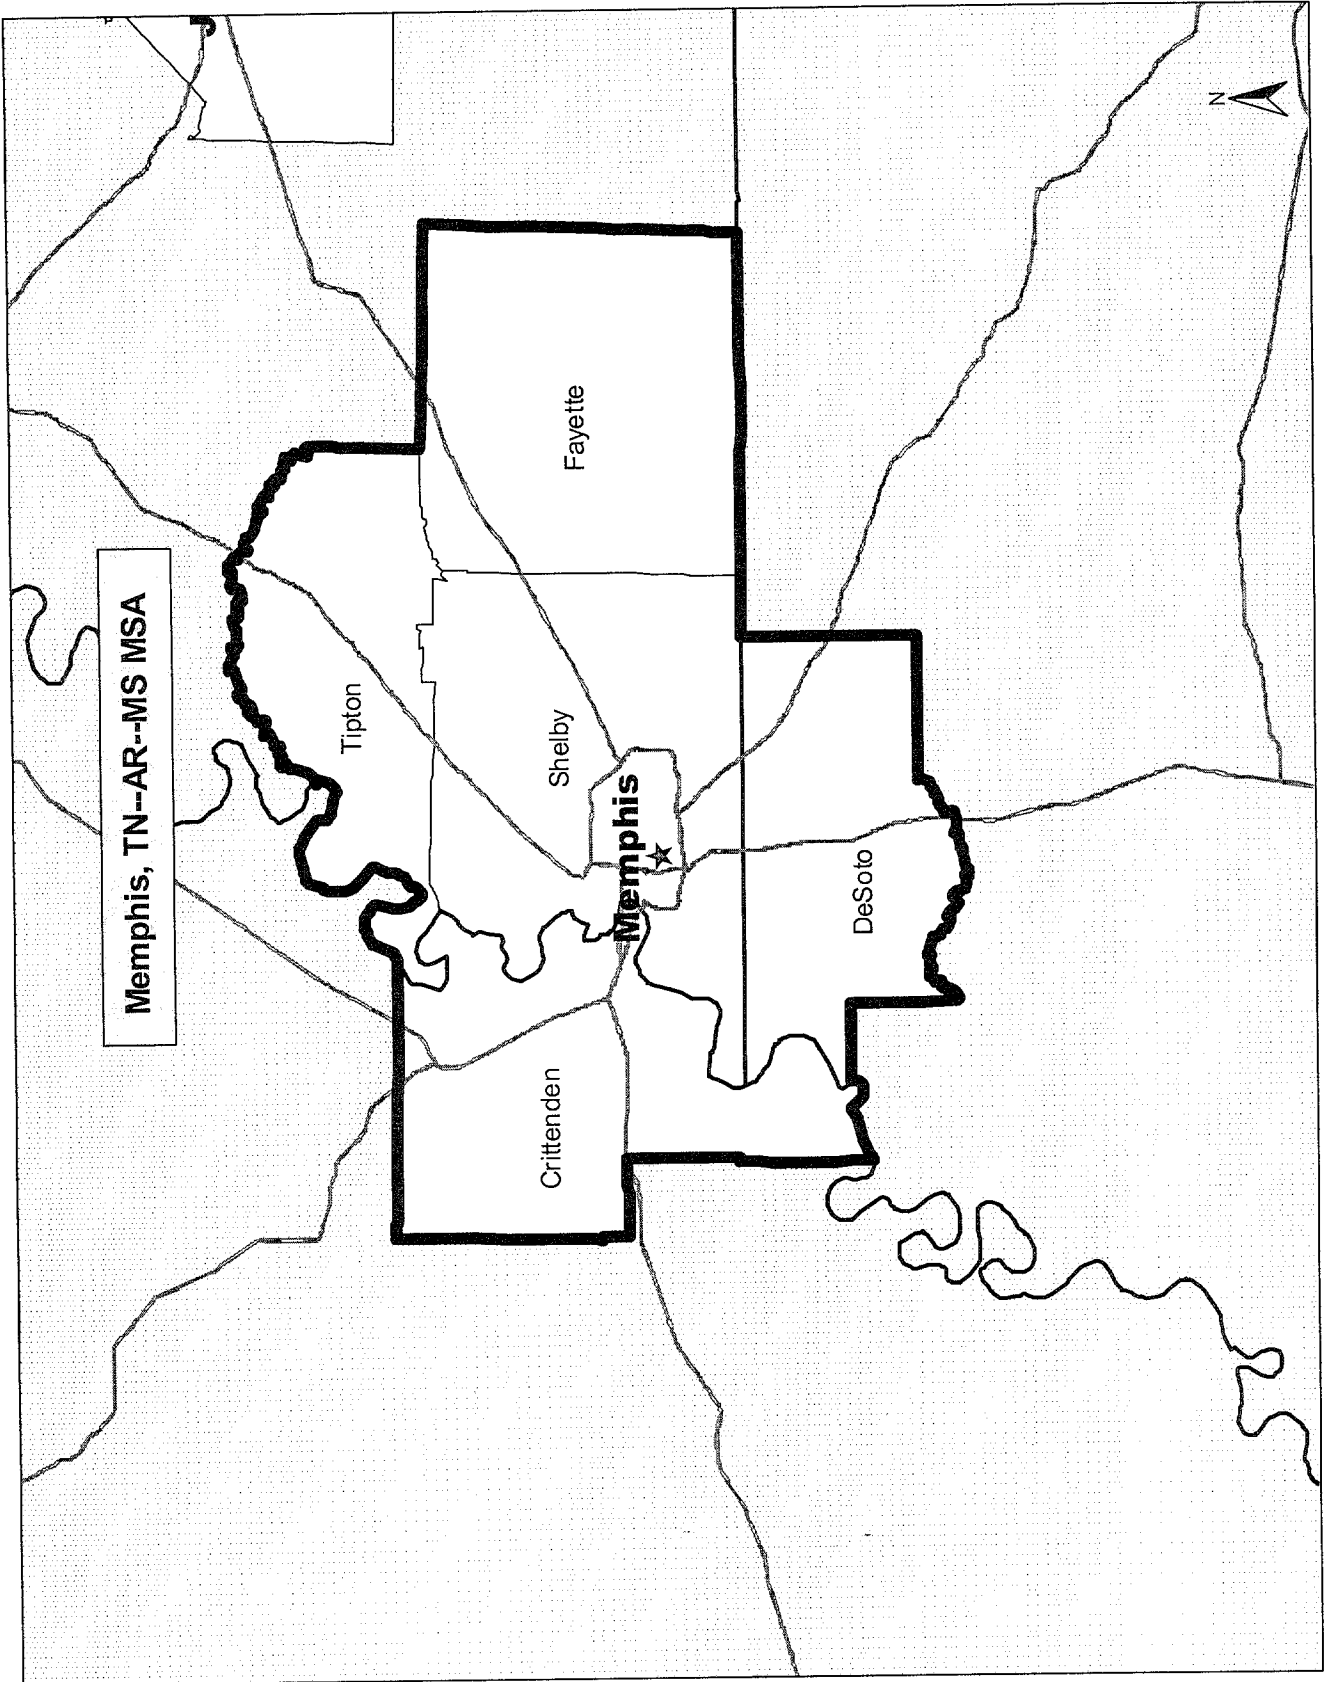 Memphis, TN--AR--MS MSA
Tipton
Crittenden
Shelby
Fayette
Memphis
DeSoto
N